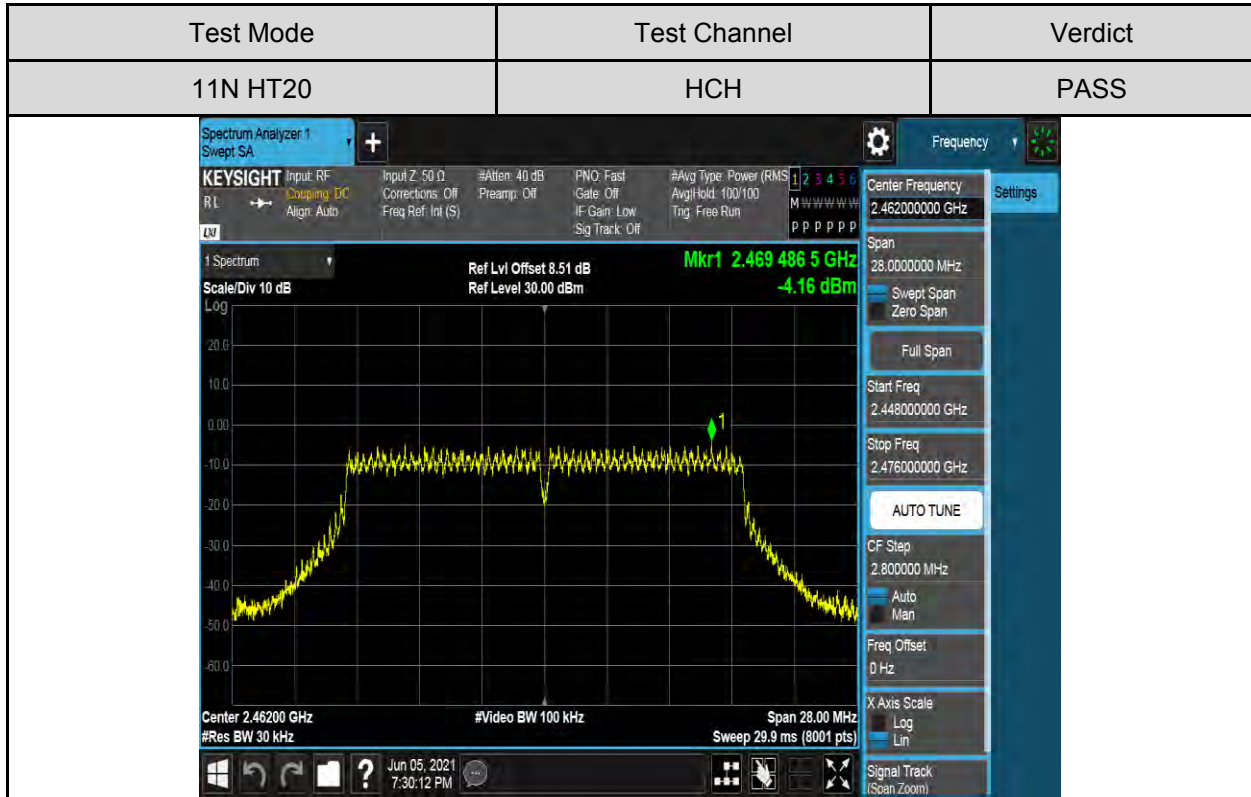 Test Mode Test Channel Verdict
11N HT20 HCH PASS
Spectrum Analyzer 1
Swept SA
+
Frequency
KEYSIGHT Input: RF Input Z: 50 Ω #Atten: 40 dB PNO: Fast #Avg Type: Power (RMS 1 2 3 4 5 6
RL Coupling: DC Corrections: Off Preamp: Off Gate: Off Avg|Hold: 100/100 M W W W W W
Align: Auto Freq Ref: Int (S) IF Gain: Low Trig: Free Run
Sig Track: Off P P P P P P
1 Spectrum Ref Lvl Offset 8.51 dB Mkr1 2.469 486 5 GHz
Scale/Div 10 dB Ref Level 30.00 dBm -4.16 dBm
Log
20.0
10.0
0.00
-10.0
-20.0
-30.0
-40.0
-50.0
-60.0
1
Center 2.46200 GHz #Video BW 100 kHz Span 28.00 MHz
#Res BW 30 kHz Sweep 29.9 ms (8001 pts)
? Jun 05, 2021
7:30:12 PM
Center Frequency
2.462000000 GHz
Settings
Span
28.0000000 MHz
Swept Span
Zero Span
Full Span
Start Freq
2.448000000 GHz
Stop Freq
2.476000000 GHz
AUTO TUNE
CF Step
2.800000 MHz
Auto
Man
Freq Offset
0 Hz
X Axis Scale
Log
Lin
Signal Track
(Span Zoom)